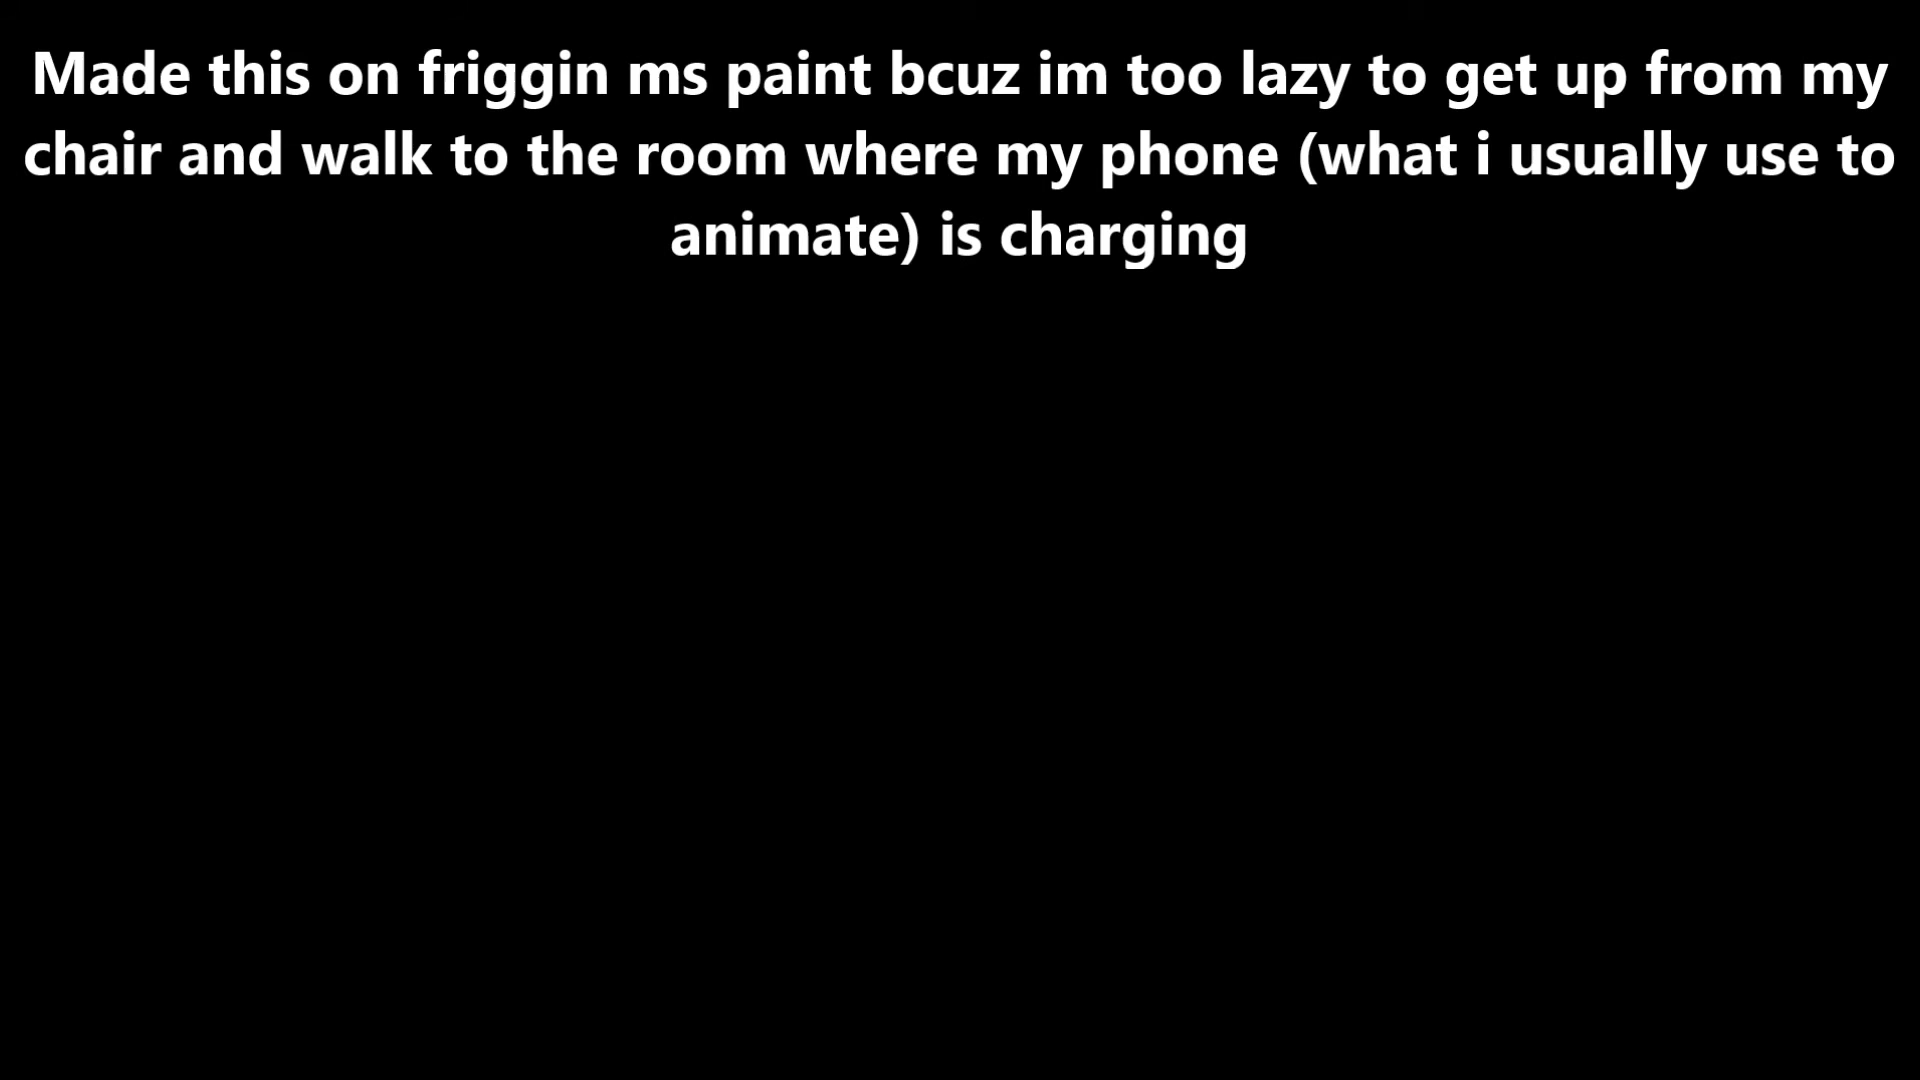 Made this on friggin ms paint bcuz im too lazy to get up from my
chair and walk to the room where my phone (what i usually use to
animate) is charging